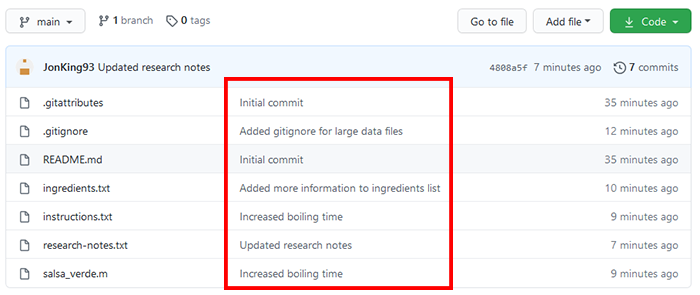 main 1 branch 0 tags Go to file Add file Code
JonKing93 Updated research notes 4808a5f 7 minutes ago 7 commits
.gitattributes Initial commit 35 minutes ago
.gitignore Added gitignore for large data files 12 minutes ago
README.md Initial commit 35 minutes ago
ingredients.txt Added more information to ingredients list 10 minutes ago
instructions.txt Increased boiling time 9 minutes ago
research-notes.txt Updated research notes 7 minutes ago
salsa_verde.m Increased boiling time 9 minutes ago